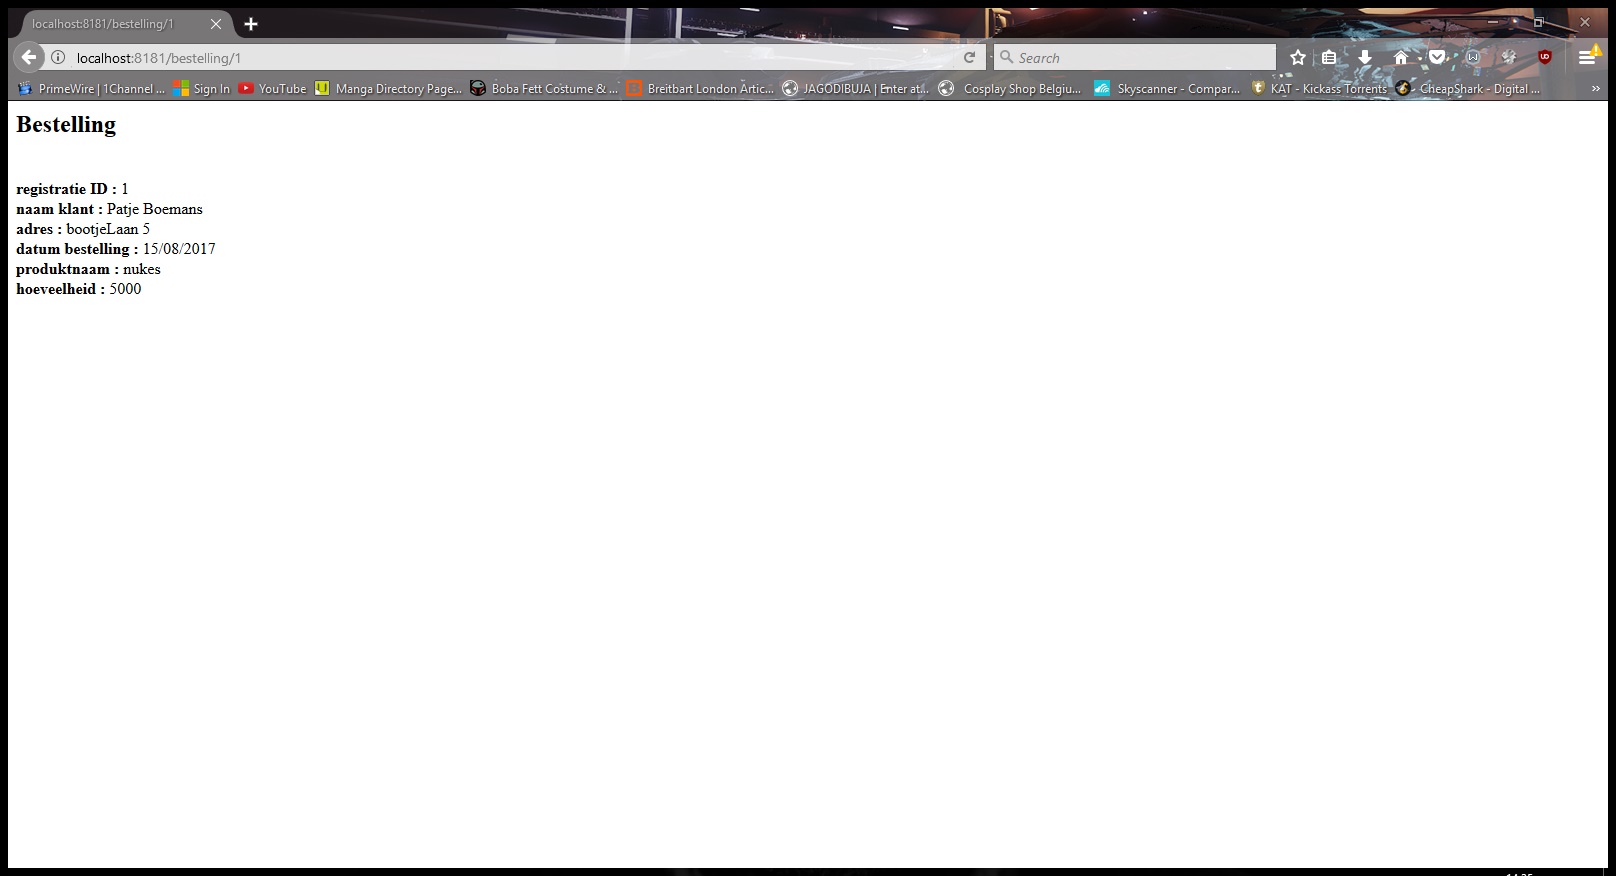 localhost:8181/bestelling/1
localhost:8181/bestelling/1
Search
PrimeWire | 1Channel ... Sign In YouTube Manga Directory Page... Boba Fett Costume & ... Breitbart London Artic... JAGODIBUJA | Enter at... Cosplay Shop Belgiu... Skyscanner - Compar... KAT - Kickass Torrents CheapShark - Digital ...
Bestelling
registratie ID : 1
naam klant : Patje Boemans
adres : bootjeLaan 5
datum bestelling : 15/08/2017
produktnaam : nukes
hoeveelheid : 5000